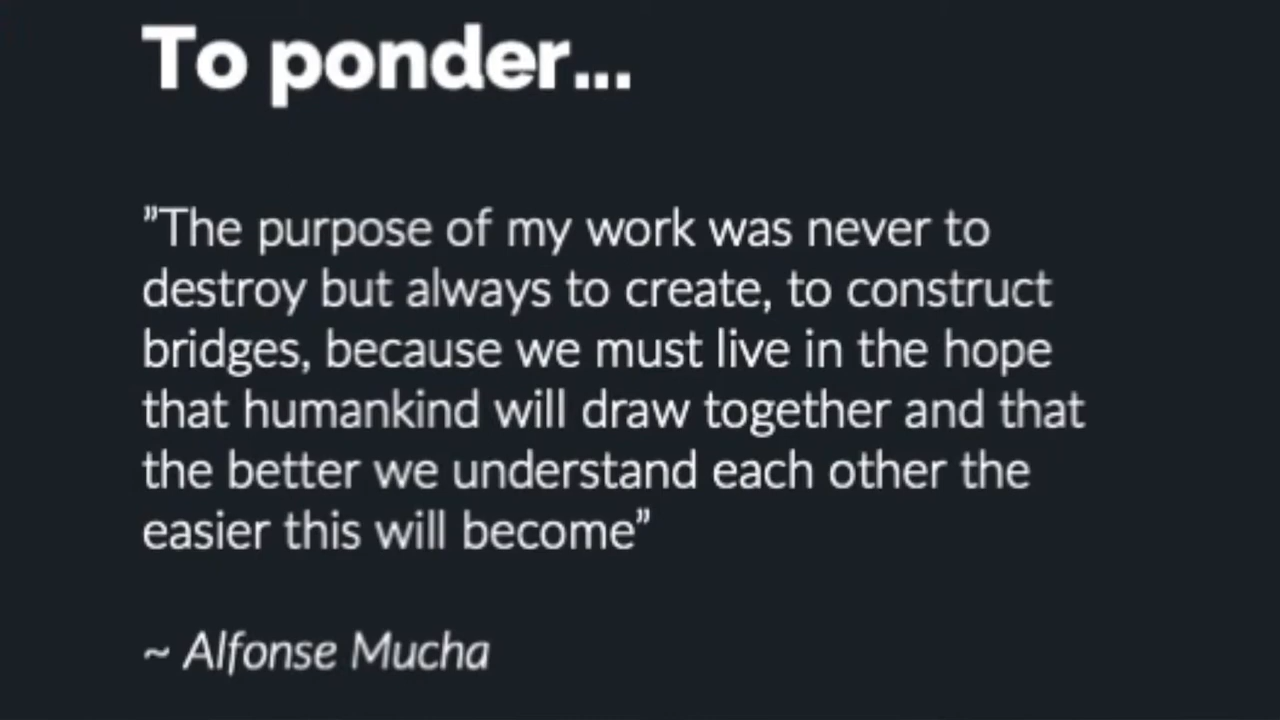 To ponder...
”The purpose of my work was never to
destroy but always to create, to construct
bridges, because we must live in the hope
that humankind will draw together and that
the better we understand each other the
easier this will become”
~ Alfonse Mucha